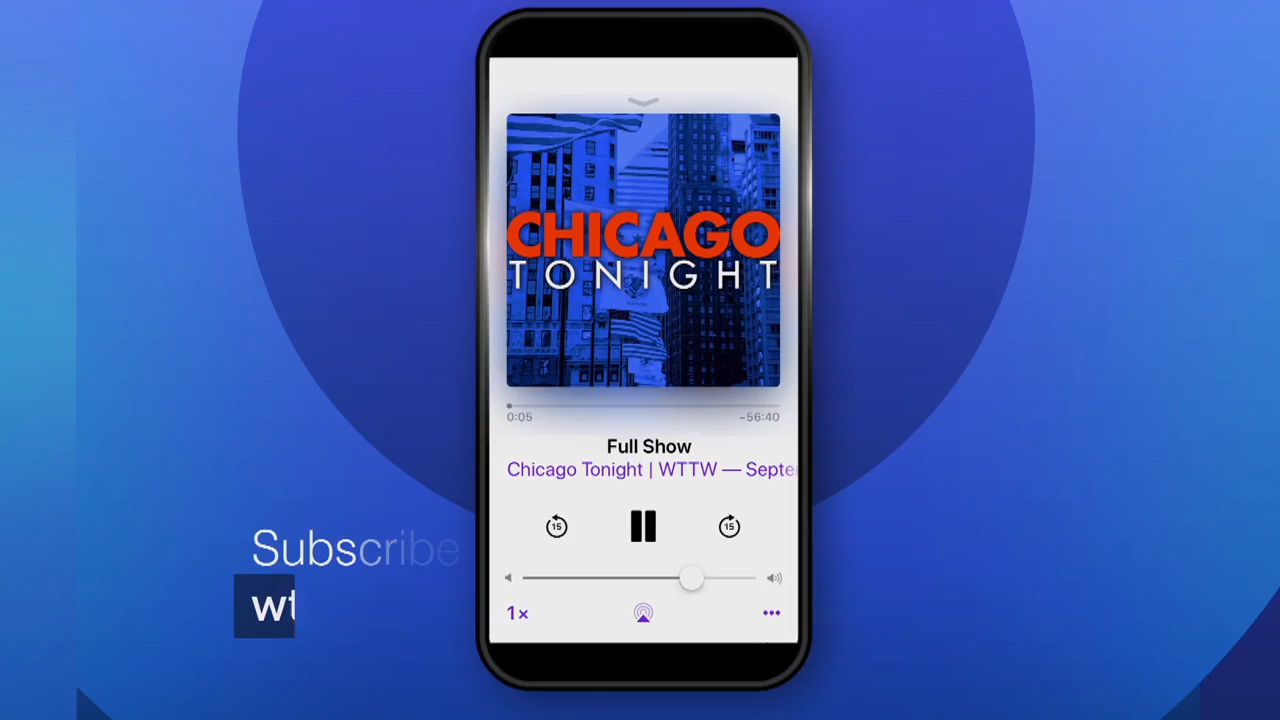 CHICAGO
TONIGHT
0:05
−56:40
Full Show
Chicago Tonight | WTTW — Septe
15
15
1×
Subscribe
wt